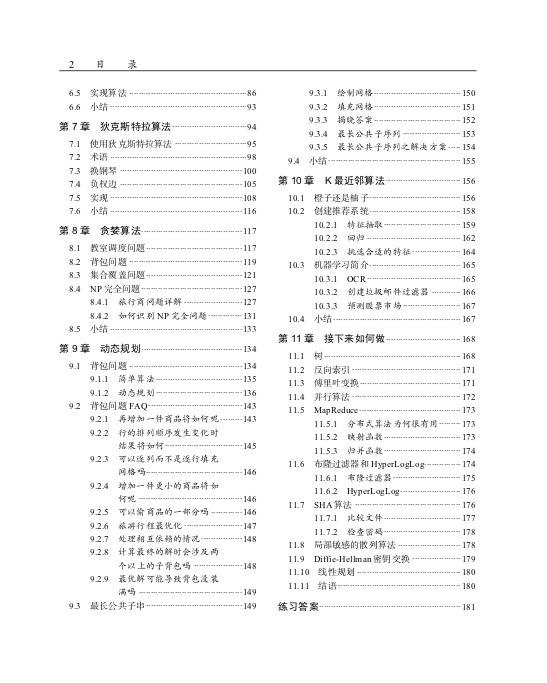 2 目 录
6.5 实现算法 86
6.6 小结 93
第 7 章 狄克斯特拉算法 94
7.1 使用狄克斯特拉算法 95
7.2 术语 98
7.3 换钢琴 100
7.4 负权边 105
7.5 实现 108
7.6 小结 116
第 8 章 贪婪算法 117
8.1 教室调度问题 117
8.2 背包问题 119
8.3 集合覆盖问题 121
8.4 NP 完全问题 127
8.4.1 旅行商问题详解 127
8.4.2 如何识别 NP 完全问题 131
8.5 小结 133
第 9 章 动态规划 134
9.1 背包问题 134
9.1.1 简单算法 135
9.1.2 动态规划 136
9.2 背包问题 FAQ 143
9.2.1 再增加一件商品将如何呢 143
9.2.2 行的排列顺序发生变化时
结果将如何 145
9.2.3 可以逐列而不是逐行填充
网格吗 146
9.2.4 增加一件更小的商品将如
何呢 146
9.2.5 可以偷商品的一部分吗 146
9.2.6 旅游行程最优化 147
9.2.7 处理相互依赖的情况 148
9.2.8 计算最终的解时会涉及两
个以上的子背包吗 148
9.2.9 最优解可能导致背包没装
满吗 149
9.3 最长公共子串 149
9.3.1 绘制网格 150
9.3.2 填充网格 151
9.3.3 揭晓答案 152
9.3.4 最长公共子序列 153
9.3.5 最长公共子序列之解决方案 154
9.4 小结 155
第 10 章 K 最近邻算法 156
10.1 橙子还是柚子 156
10.2 创建推荐系统 158
10.2.1 特征抽取 159
10.2.2 回归 162
10.2.3 挑选合适的特征 164
10.3 机器学习简介 165
10.3.1 OCR 165
10.3.2 创建垃圾邮件过滤器 166
10.3.3 预测股票市场 167
10.4 小结 167
第 11 章 接下来如何做 168
11.1 树 168
11.2 反向索引 171
11.3 傅里叶变换 171
11.4 并行算法 172
11.5 MapReduce 173
11.5.1 分布式算法为何很有用 173
11.5.2 映射函数 173
11.5.3 归并函数 174
11.6 布隆过滤器和 HyperLogLog 174
11.6.1 布隆过滤器 175
11.6.2 HyperLogLog 176
11.7 SHA 算法 176
11.7.1 比较文件 177
11.7.2 检查密码 178
11.8 局部敏感的散列算法 178
11.9 Diffie-Hellman 密钥交换 179
11.10 线性规划 180
11.11 结语 180
练习答案 181